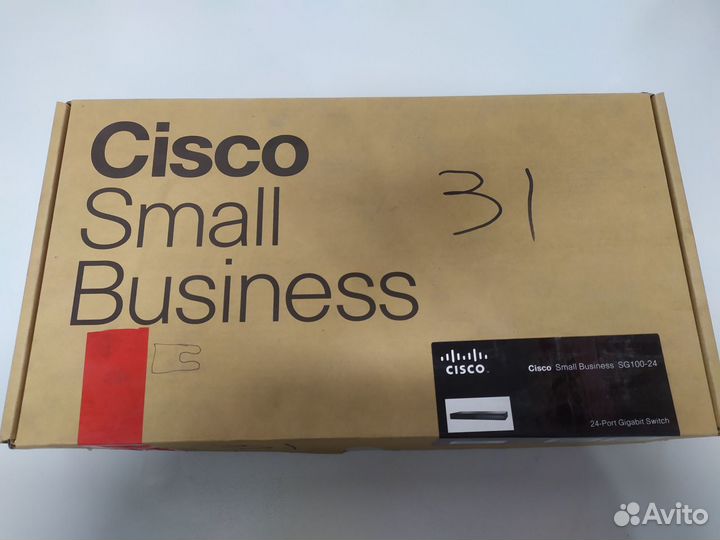 Cisco
Small
Business
31
CISCO
Cisco Small Business SG100-24
24-Port Gigabit Switch
Avito